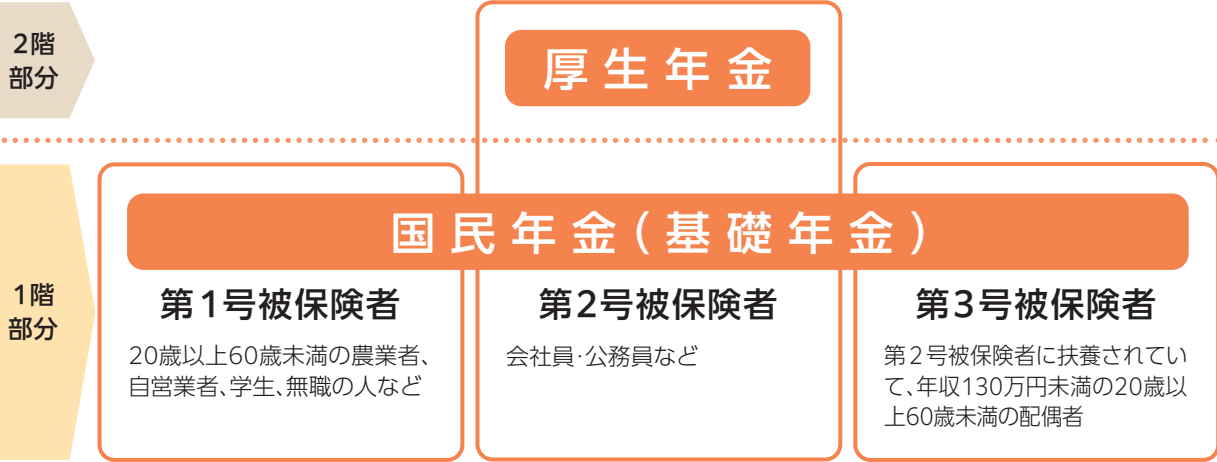 2階
部分
厚生年金
1階
部分
国民年金(基礎年金)
第1号被保険者
20歳以上60歳未満の農業者、
自営業者、学生、無職の人など
第2号被保険者
会社員・公務員など
第3号被保険者
第2号被保険者に扶養されてい
て、年収130万円未満の20歳以
上60歳未満の配偶者